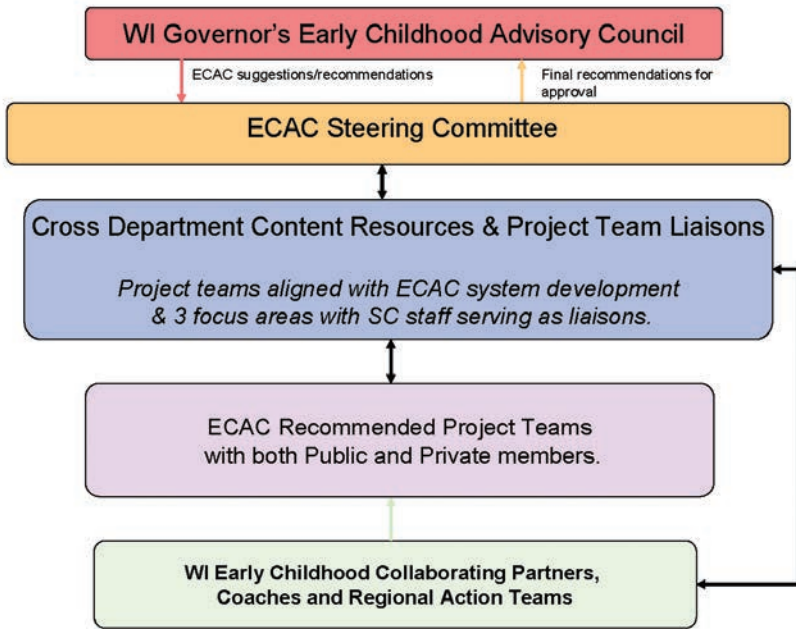 WI Governor's Early Childhood Advisory Council
ECAC suggestions/recommendations
Final recommendations for
approval
ECAC Steering Committee
Cross Department Content Resources & Project Team Liaisons
Project teams aligned with ECAC system development
& 3 focus areas with SC staff serving as liaisons.
ECAC Recommended Project Teams
with both Public and Private members.
WI Early Childhood Collaborating Partners,
Coaches and Regional Action Teams